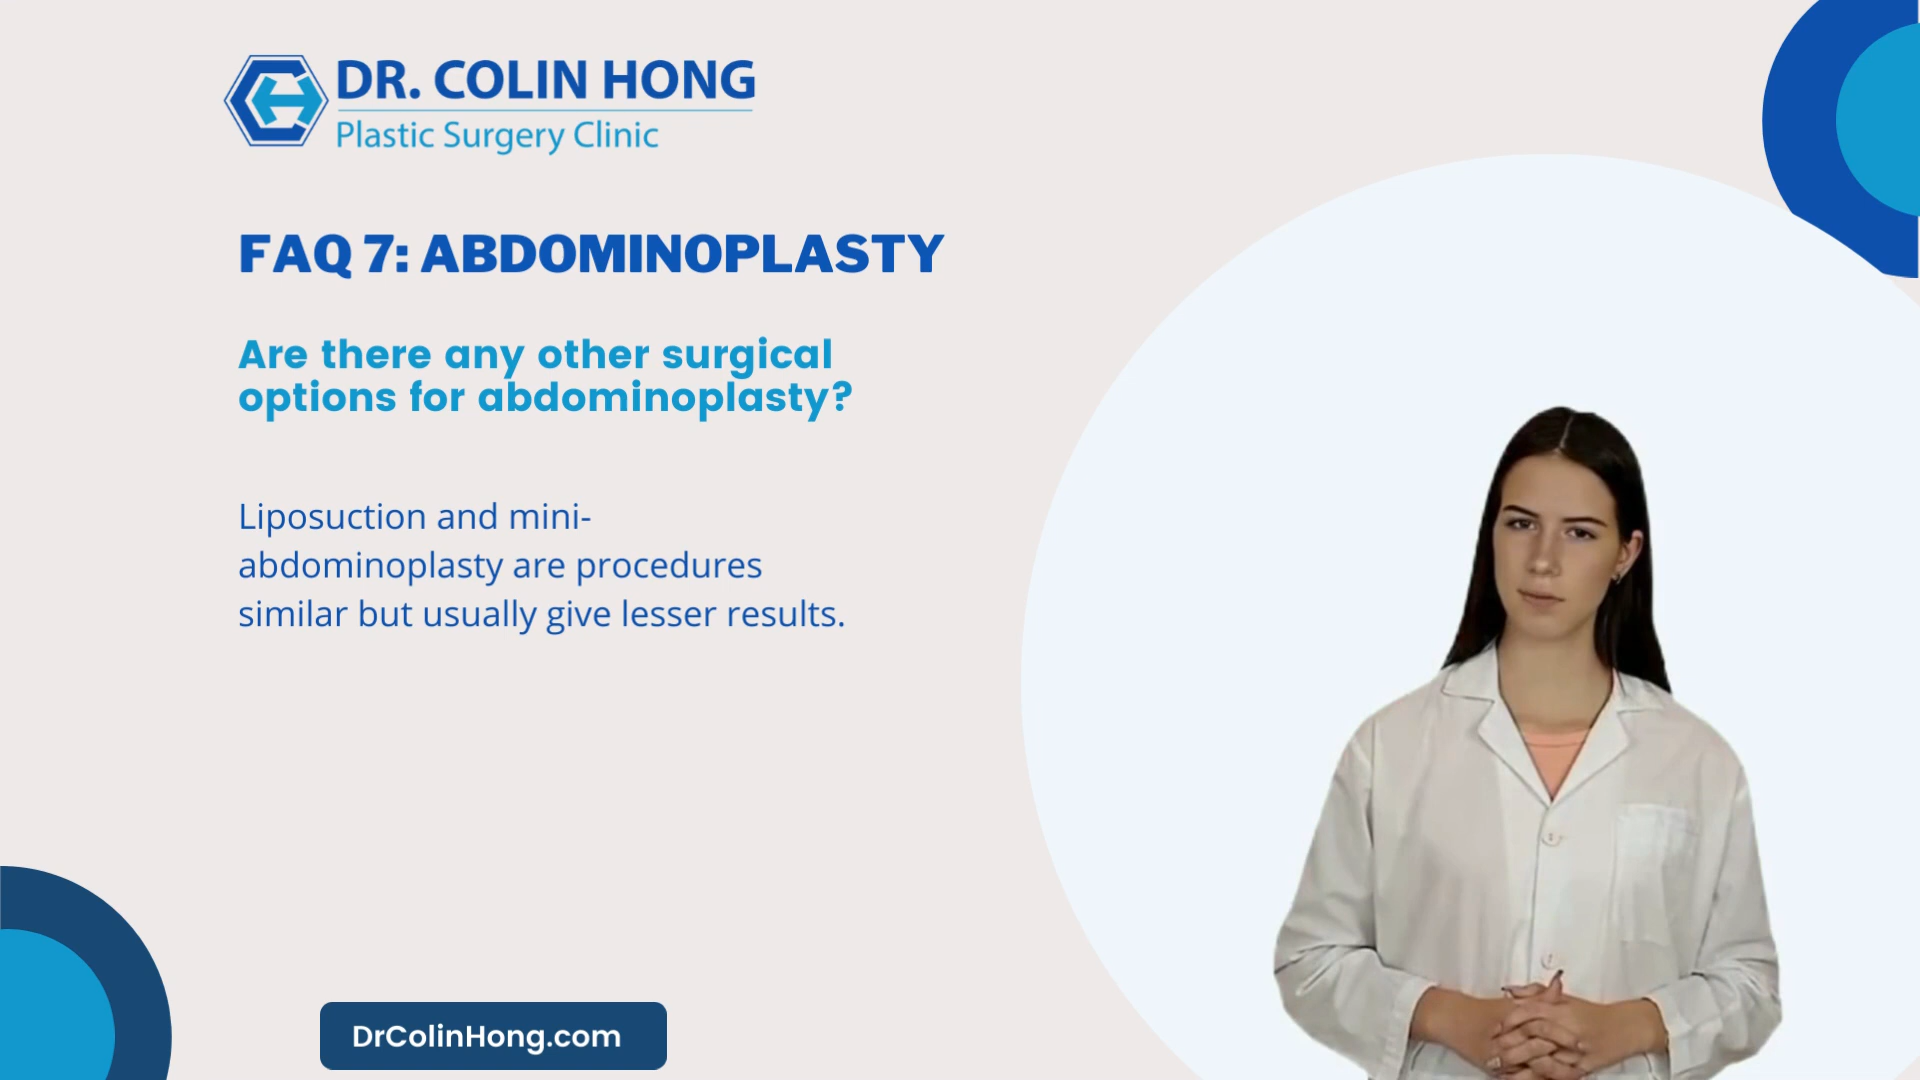 DR. COLIN HONG
Plastic Surgery Clinic
FAQ 7: ABDOMINOPLASTY
Are there any other surgical
options for abdominoplasty?
Liposuction and mini-
abdominoplasty are procedures
similar but usually give lesser results.
DrColinHong.com